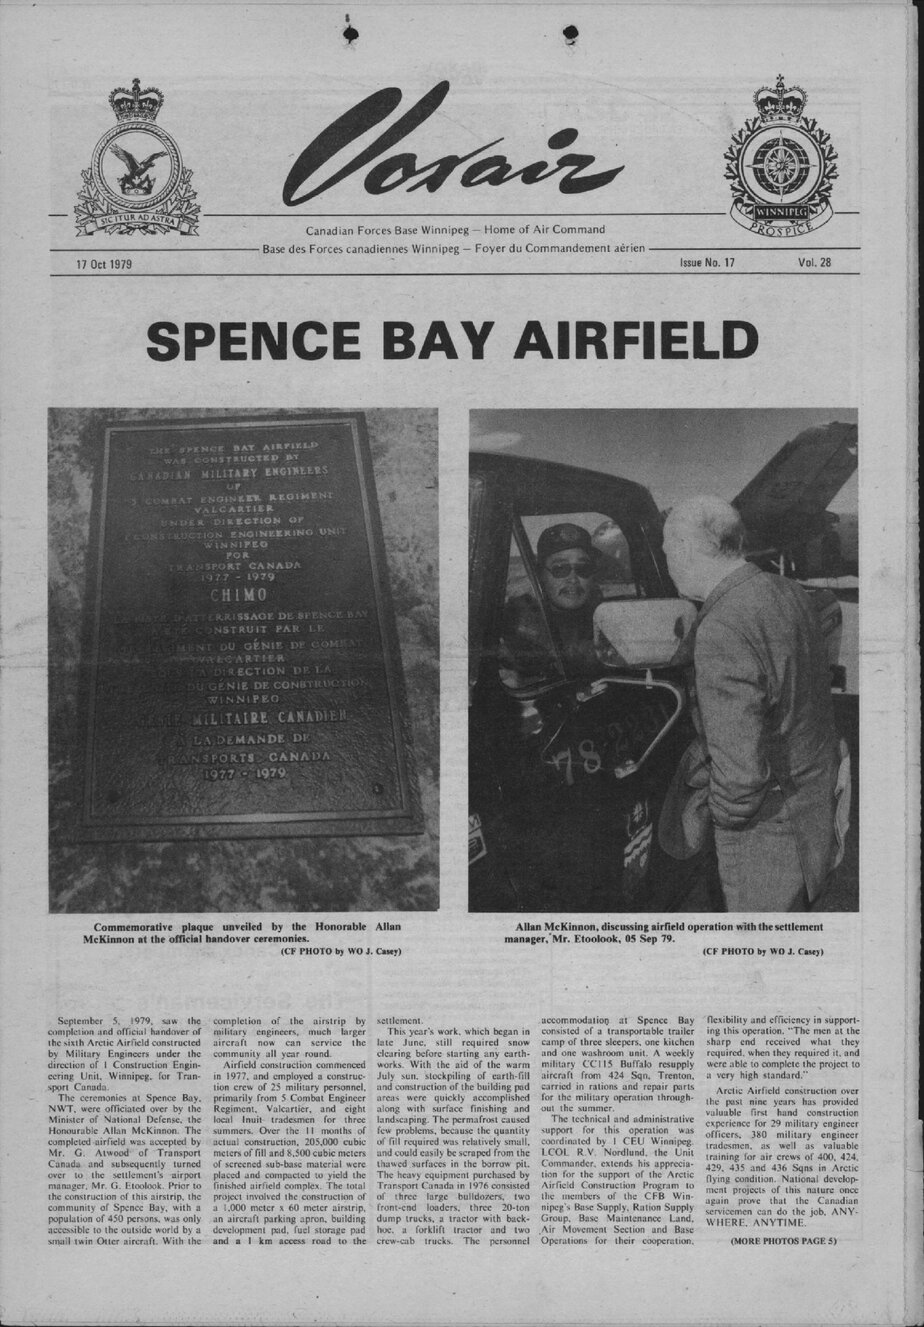 Voxair
SIC ITUR AD ASTRA
WINNIPEG
PROSPICE
Canadian Forces Base Winnipeg — Home of Air Command
Base des Forces canadiennes Winnipeg — Foyer du Commandement aérien
17 Oct 1979
Issue No. 17
Vol. 28
SPENCE BAY AIRFIELD
THE SPENCE BAY AIRFIELD
WAS CONSTRUCTED BY
CANADIAN MILITARY ENGINEERS
OF
5 COMBAT ENGINEER REGIMENT
VALCARTIER
UNDER DIRECTION OF
1 CONSTRUCTION ENGINEERING UNIT
WINNIPEG
FOR
TRANSPORT CANADA
1977 - 1979
CHIMO
LA PISTE D'ATTERRISSAGE DE SPENCE BAY
A ÉTÉ CONSTRUIT PAR LE
RÉGIMENT DU GÉNIE DE COMBAT
VALCARTIER
LA DIRECTION DE LA
DU GÉNIE DE CONSTRUCTION
WINNIPEG
GÉNIE MILITAIRE CANADIEN
À LA DEMANDE DE
TRANSPORTS CANADA
1977 - 1979
Commemorative plaque unveiled by the Honorable Allan
McKinnon at the official handover ceremonies.
(CF PHOTO by WO J. Casey)
78
Allan McKinnon, discussing airfield operation with the settlement
manager, Mr. Etoolook, 05 Sep 79.
(CF PHOTO by WO J. Casey)
September 5, 1979, saw the
completion and official handover of
the sixth Arctic Airfield constructed
by Military Engineers under the
direction of 1 Construction Engin-
eering Unit, Winnipeg, for Tran-
sport Canada.
The ceremonies at Spence Bay,
NWT, were officiated over by the
Minister of National Defense, the
Honourable Allan McKinnon. The
completed airfield was accepted by
Mr. G. Atwood of Transport
Canada and subsequently turned
over to the settlement's airport
manager, Mr. G. Etoolook. Prior to
the construction of this airstrip, the
community of Spence Bay, with a
population of 450 persons, was only
accessible to the outside world by a
small twin Otter aircraft. With the
completion of the airstrip by
military engineers, much larger
aircraft now can service the
community all year round.
Airfield construction commenced
in 1977, and employed a construc-
tion crew of 25 military personnel,
primarily from 5 Combat Engineer
Regiment, Valcartier, and eight
local Inuit tradesmen for three
summers. Over the 11 months of
actual construction, 205,000 cubic
meters of fill and 8,500 cubic meters
of screened sub-base material were
placed and compacted to yield the
finished airfield complex. The total
project involved the construction of
a 1,000 meter x 60 meter airstrip,
an aircraft parking apron, building
development pad, fuel storage pad
and a 1 km access road to the
settlement.
This year's work, which began in
late June, still required snow
clearing before starting any earth-
works. With the aid of the warm
July sun, stockpiling of earth-fill
and construction of the building pad
areas were quickly accomplished
along with surface finishing and
landscaping. The permafrost caused
few problems, because the quantity
of fill required was relatively small,
and could easily be scraped from the
thawed surfaces in the borrow pit.
The heavy equipment purchased by
Transport Canada in 1976 consisted
of three large bulldozers, two
front-end loaders, three 20-ton
dump trucks, a tractor with back-
hoe, a forklift tractor and two
crew-cab trucks. The personnel
accommodation at Spence Bay
consisted of a transportable trailer
camp of three sleepers, one kitchen
and one washroom unit. A weekly
military CC115 Buffalo resupply
aircraft from 424 Sqn, Trenton,
carried in rations and repair parts
for the military operation through-
out the summer.
The technical and administrative
support for this operation was
coordinated by 1 CEU Winnipeg.
LCOL R.V. Nordlund, the Unit
Commander, extends his apprecia-
tion for the support of the Arctic
Airfield Construction Program to
the members of the CFB Win-
nipeg's Base Supply, Ration Supply
Group, Base Maintenance Land,
Air Movement Section and Base
Operations for their cooperation,
flexibility and efficiency in support-
ing this operation. "The men at the
sharp end received what they
required, when they required it, and
were able to complete the project to
a very high standard."
Arctic Airfield construction over
the past nine years has provided
valuable first hand construction
experience for 29 military engineer
officers, 380 military engineer
tradesmen, as well as valuable
training for air crews of 400, 424,
429, 435 and 436 Sqns in Arctic
flying condition. National develop-
ment projects of this nature once
again prove that the Canadian
servicemen can do the job, ANY-
WHERE, ANYTIME.
(MORE PHOTOS PAGE 5)